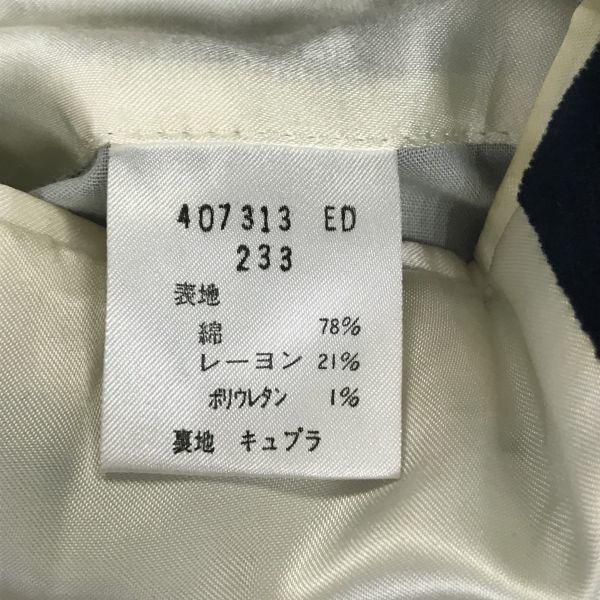 407313 ED
233
表地
綿 78%
レーヨン 21%
ポリウレタン 1%
裏地 キュプラ